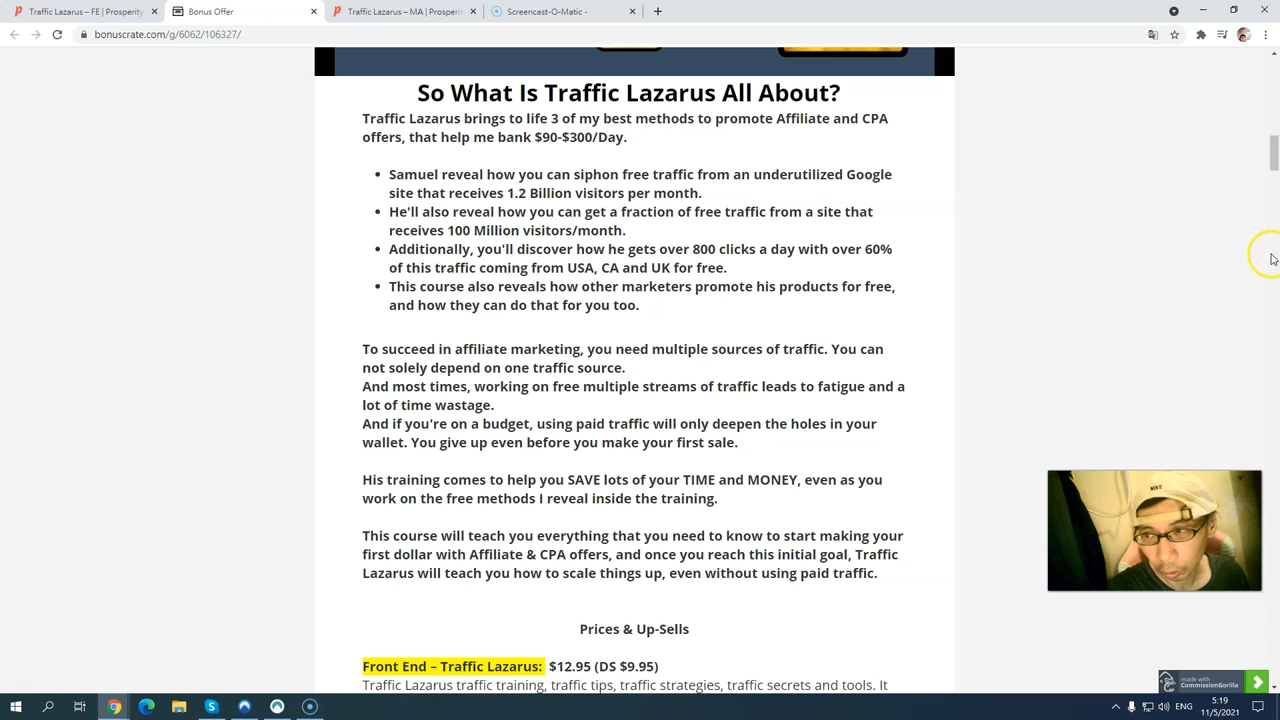 Traffic Lazarus – FE | Prosperity
Bonus Offer
Traffic Lazarus – MA | Prosperi
Screencast-O-Matic -
bonuscrate.com/g/6062/106327/
So What Is Traffic Lazarus All About?
Traffic Lazarus brings to life 3 of my best methods to promote Affiliate and CPA
offers, that help me bank $90-$300/Day.
• Samuel reveal how you can siphon free traffic from an underutilized Google
site that receives 1.2 Billion visitors per month.
• He'll also reveal how you can get a fraction of free traffic from a site that
receives 100 Million visitors/month.
• Additionally, you'll discover how he gets over 800 clicks a day with over 60%
of this traffic coming from USA, CA and UK for free.
• This course also reveals how other marketers promote his products for free,
and how they can do that for you too.
To succeed in affiliate marketing, you need multiple sources of traffic. You can
not solely depend on one traffic source.
And most times, working on free multiple streams of traffic leads to fatigue and a
lot of time wastage.
And if you're on a budget, using paid traffic will only deepen the holes in your
wallet. You give up even before you make your first sale.
His training comes to help you SAVE lots of your TIME and MONEY, even as you
work on the free methods I reveal inside the training.
This course will teach you everything that you need to know to start making your
first dollar with Affiliate & CPA offers, and once you reach this initial goal, Traffic
Lazarus will teach you how to scale things up, even without using paid traffic.
Prices & Up-Sells
Front End – Traffic Lazarus: $12.95 (DS $9.95)
Traffic Lazarus traffic training, traffic tips, traffic strategies, traffic secrets and tools. It
NIKE
made with
CommissionGorilla
ENG
5:19
11/5/2021